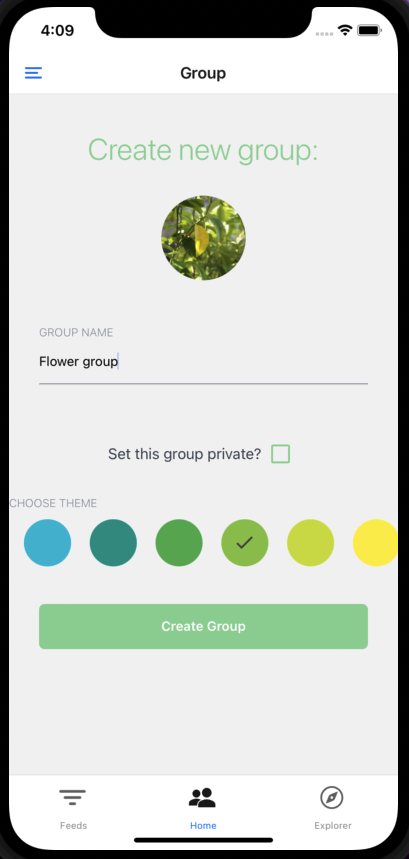 4:09
Group
Create new group:
GROUP NAME
Flower group
Set this group private?
CHOOSE THEME
Create Group
Feeds Home Explorer